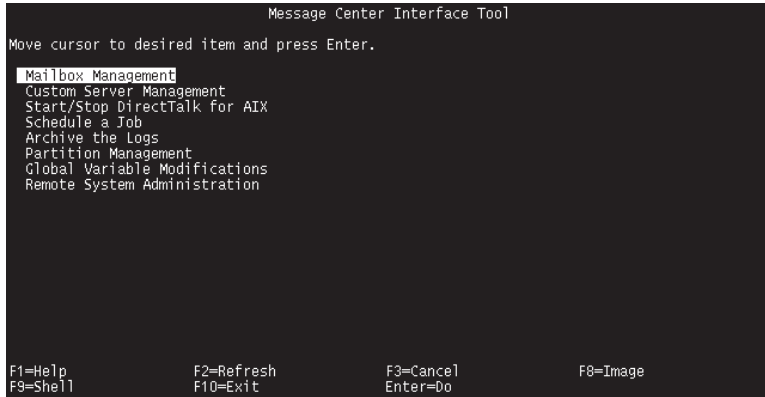 Message Center Interface Tool
Move cursor to desired item and press Enter.
Mailbox Management
Custom Server Management
Start/Stop DirectTalk for AIX
Schedule a Job
Archive the Logs
Partition Management
Global Variable Modifications
Remote System Administration
F1=Help F2=Refresh F3=Cancel F8=Image
F9=Shell F10=Exit Enter=Do